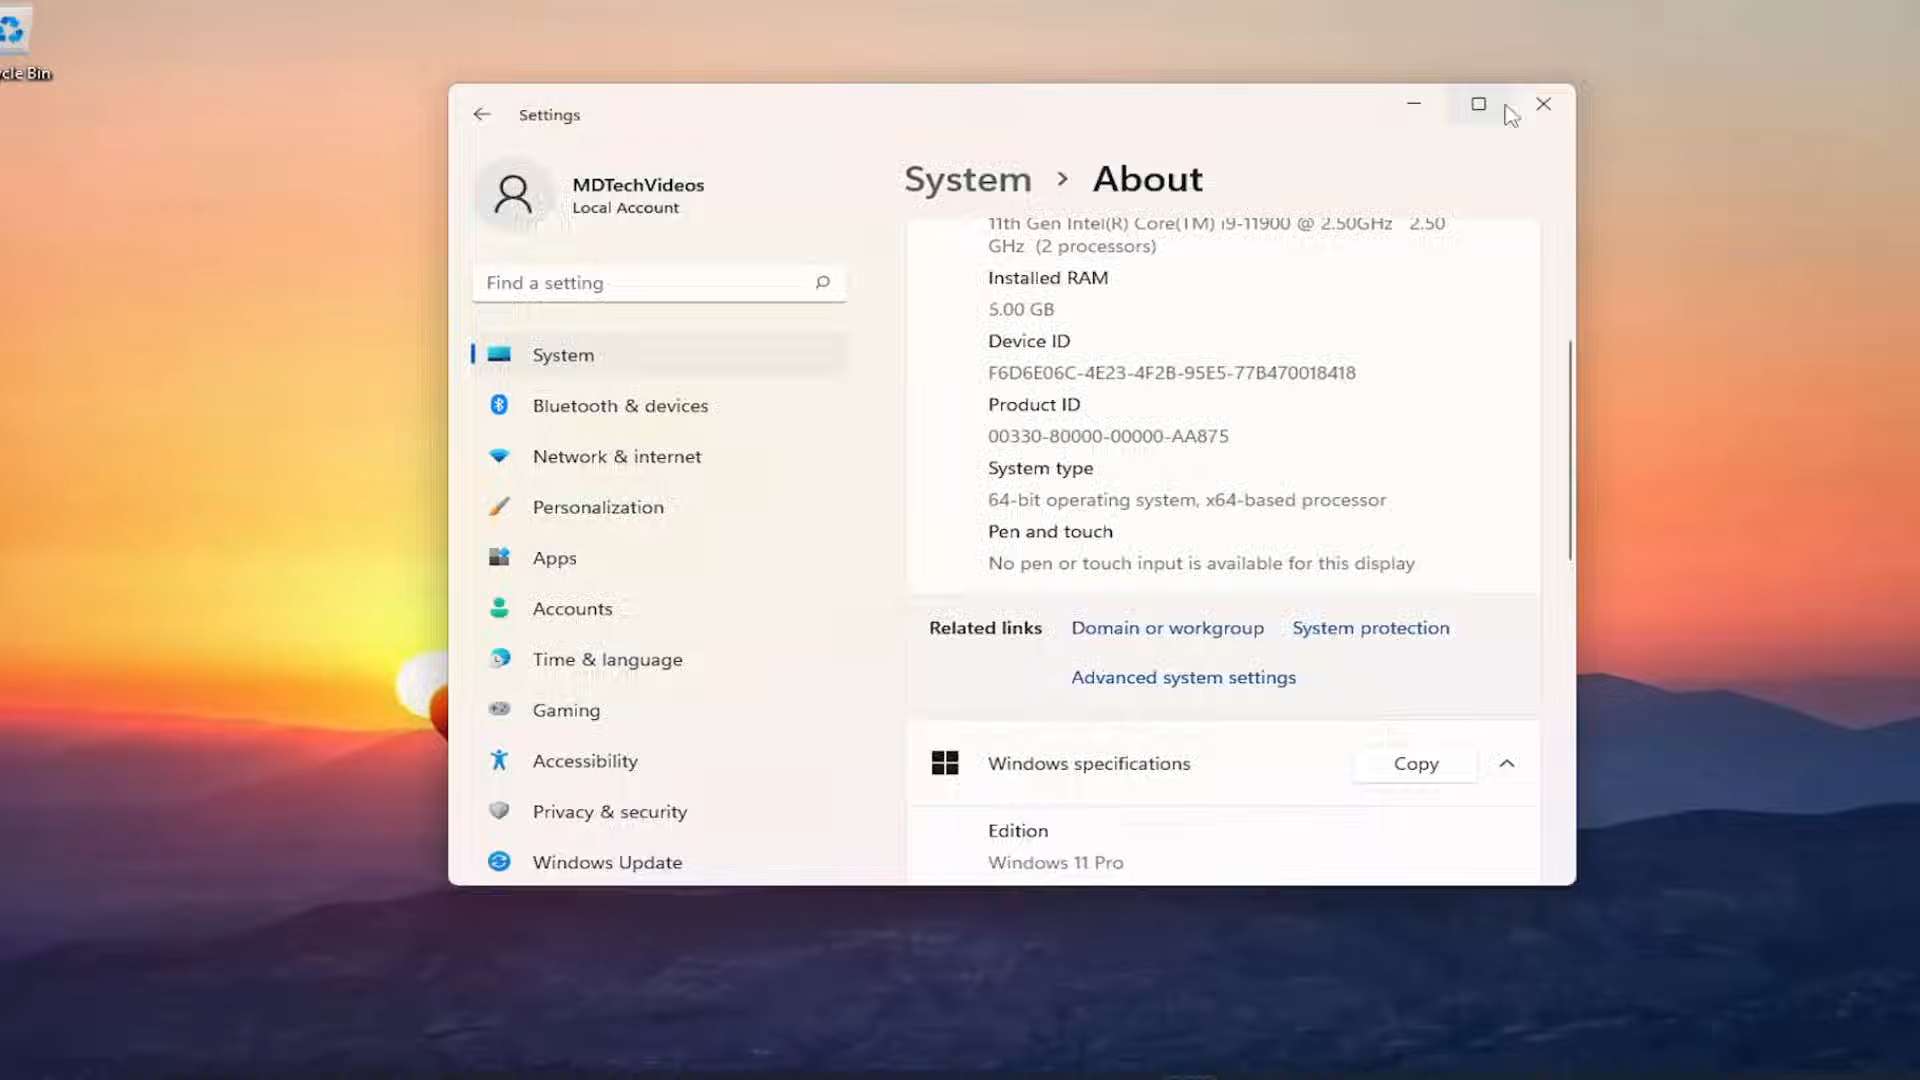 cle Bin
Settings
MDTechVideos
Local Account
Find a setting
System
Bluetooth & devices
Network & internet
Personalization
Apps
Accounts
Time & language
Gaming
Accessibility
Privacy & security
Windows Update
System > About
11th Gen Intel(R) Core(TM) i9-11900 @ 2.50GHz 2.50
GHz (2 processors)
Installed RAM
5.00 GB
Device ID
F6D6E06C-4E23-4F2B-95E5-77B470018418
Product ID
00330-80000-00000-AA875
System type
64-bit operating system, x64-based processor
Pen and touch
No pen or touch input is available for this display
Related links Domain or workgroup System protection
Advanced system settings
Windows specifications Copy
Edition
Windows 11 Pro